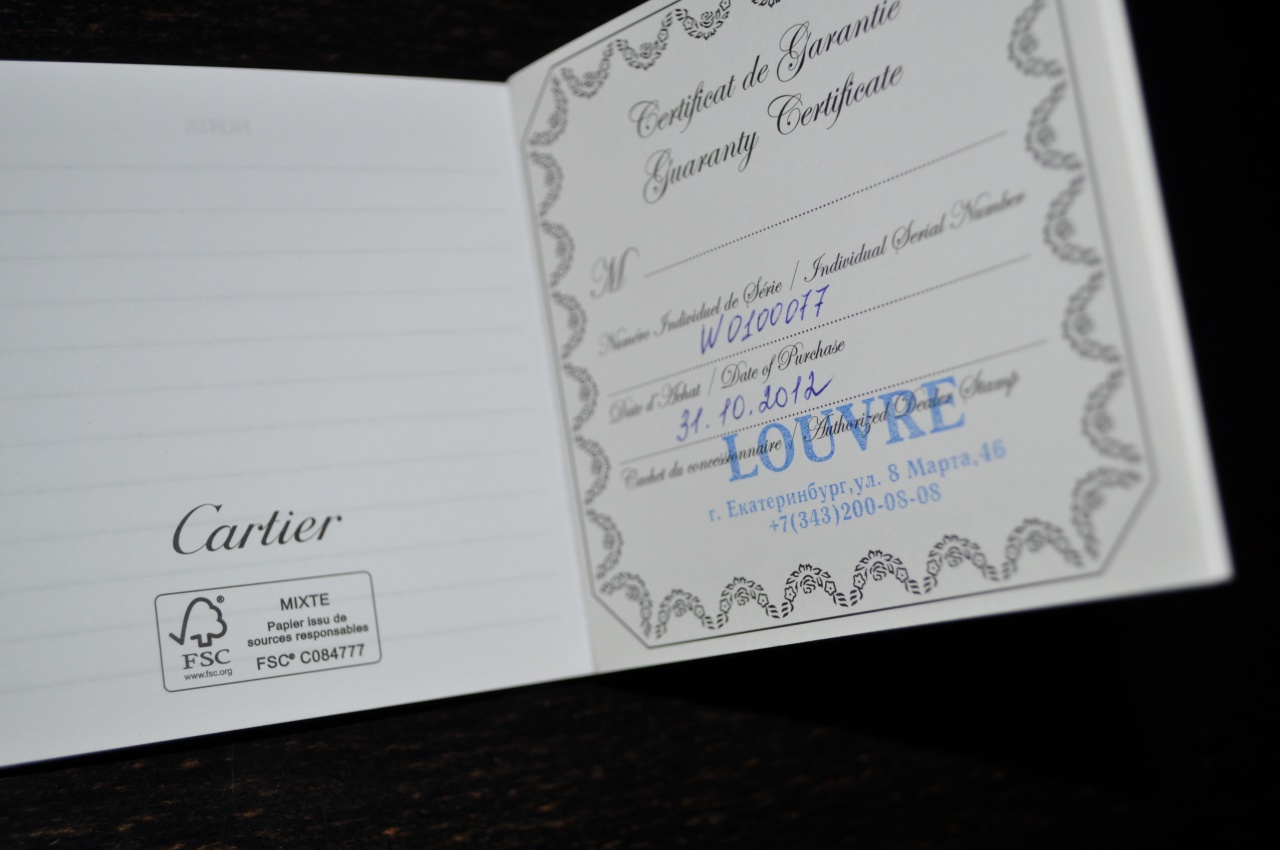 NOTES
Cartier
FSC®
www.fsc.org
MIXTE
Papier issu de
sources responsables
FSC® C084777
Certificat de Garantie
Guaranty Certificate
M
Numéro Individuel de Série / Individual Serial Number
W0100077
Date d'Achat / Date of Purchase
31.10.2012
Cachet du concessionnaire / Authorized Dealer Stamp
LOUVRE
г. Екатеринбург,ул. 8 Марта,46
+7(343)200-08-08